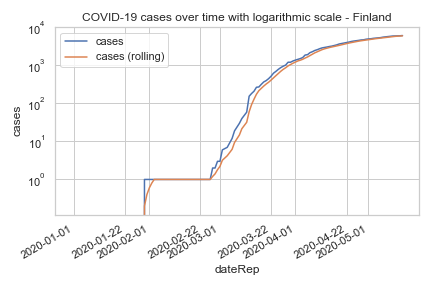 COVID-19 cases over time with logarithmic scale - Finland
cases
cases (rolling)
10^4
10^3
10^2
10^1
10^0
cases
2020-01-01
2020-01-22
2020-02-01
2020-02-22
2020-03-01
2020-03-22
2020-04-01
2020-04-22
2020-05-01
dateRep